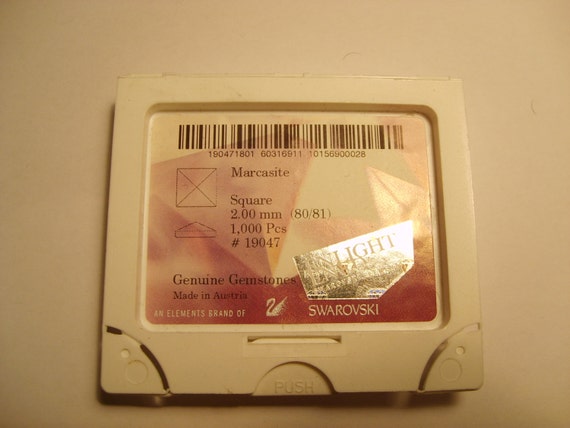 190471801 60316911 10156900028
Marcasite
Square
2.00 mm (80/81)
1,000 Pcs
# 19047
LIGHT
Genuine Gemstones
Made in Austria
AN ELEMENTS BRAND OF
SWAROVSKI
PUSH